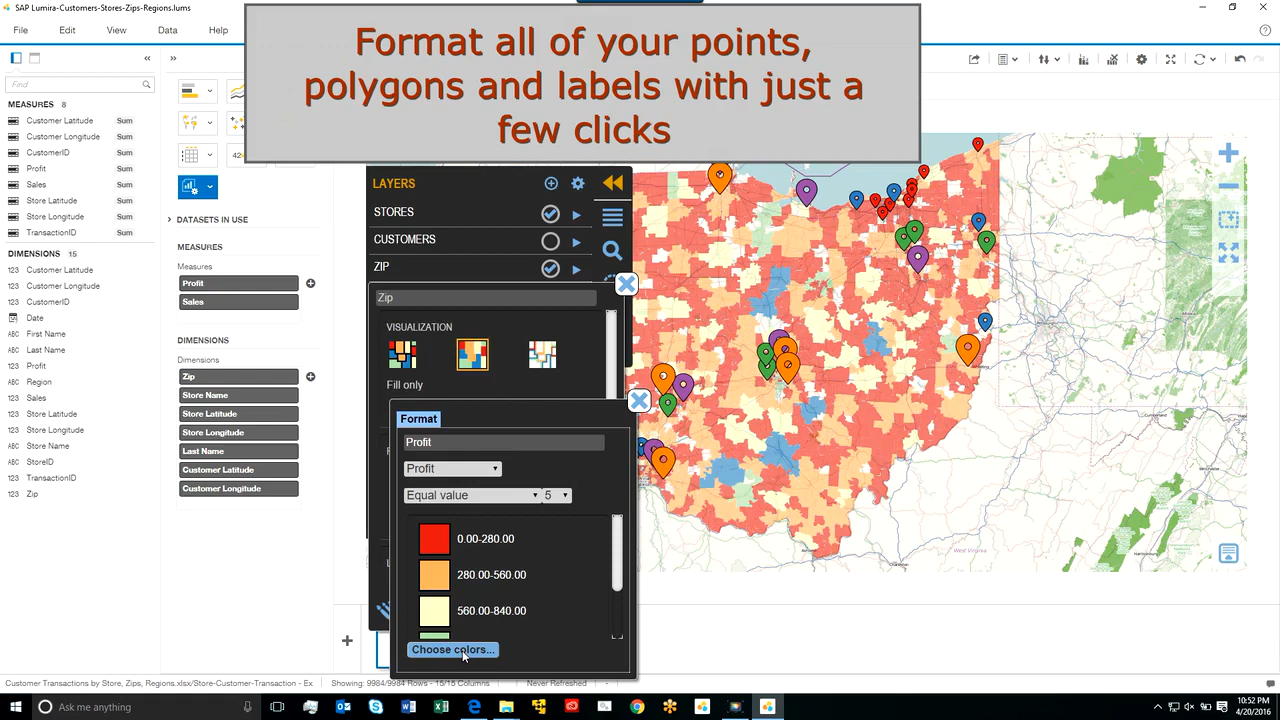 SAP Lumira-Customers-Stores-Zips-Regions.lums
File Edit View Data Help
Format all of your points,
polygons and labels with just a
few clicks
Find
MEASURES 8
Customer Latitude Sum
Customer Longitude Sum
CustomerID Sum
Profit Sum
Sales Sum
Store Latitude Sum
Store Longitude Sum
TransactionID Sum
DIMENSIONS 15
123 Customer Latitude
123 Customer Longitude
123 CustomerID
Date
ABC First Name
ABC Last Name
123 Profit
ABC Region
123 Sales
123 Store Latitude
123 Store Longitude
ABC Store Name
ABC StoreID
123 TransactionID
123 Zip
DATASETS IN USE
MEASURES
Measures
Profit
Sales
DIMENSIONS
Dimensions
Zip
Store Name
Store Latitude
Store Longitude
Last Name
Customer Latitude
Customer Longitude
LAYERS
STORES
CUSTOMERS
ZIP
Zip
VISUALIZATION
Fill only
Format
Profit
Profit
Equal value 5
0.00-280.00
280.00-560.00
560.00-840.00
Choose colors...
West Virginia
Customer Transactions by Store, Zips, Regions.xlsx/Store-Customer-Transaction - Ex
Showing: 9984/9984 Rows - 15/15 Columns
Never Refreshed
Ask me anything
10:52 PM
4/20/2016